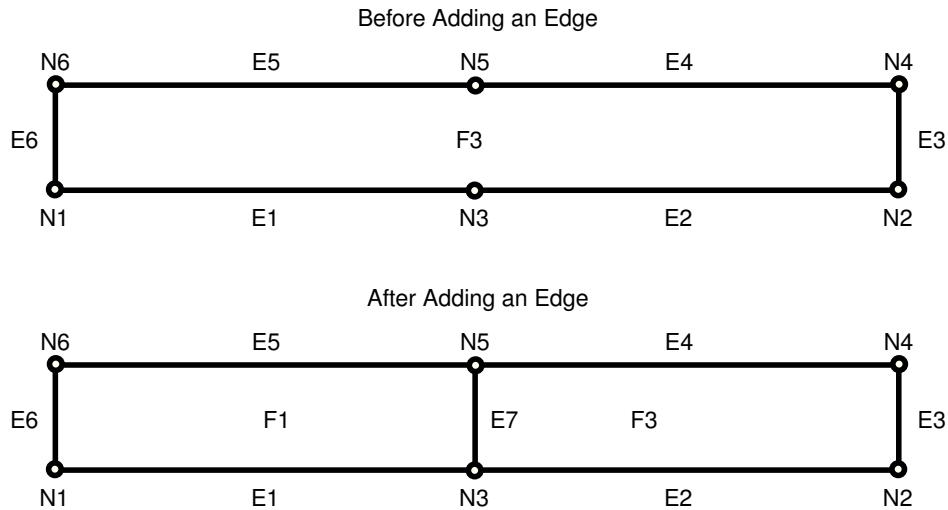 Before Adding an Edge
N6 E5 N5 E4 N4
E6 F3 E3
N1 E1 N3 E2 N2
After Adding an Edge
N6 E5 N5 E4 N4
E6 F1 E7 F3 E3
N1 E1 N3 E2 N2